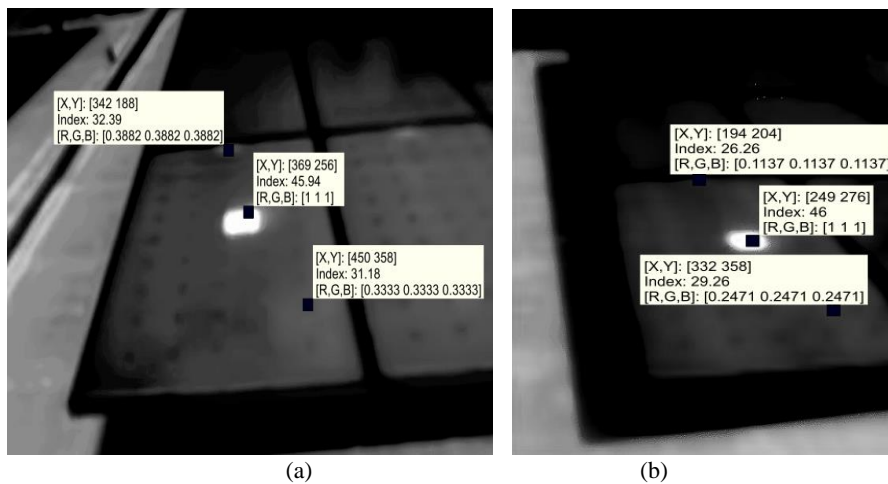 [X,Y]: [342 188]
Index: 32.39
[R,G,B]: [0.3882 0.3882 0.3882]
[X,Y]: [369 256]
Index: 45.94
[R,G,B]: [1 1 1]
[X,Y]: [450 358]
Index: 31.18
[R,G,B]: [0.3333 0.3333 0.3333]
(a)
[X,Y]: [194 204]
Index: 26.26
[R,G,B]: [0.1137 0.1137 0.1137]
[X,Y]: [249 276]
Index: 46
[R,G,B]: [1 1 1]
[X,Y]: [332 358]
Index: 29.26
[R,G,B]: [0.2471 0.2471 0.2471]
(b)